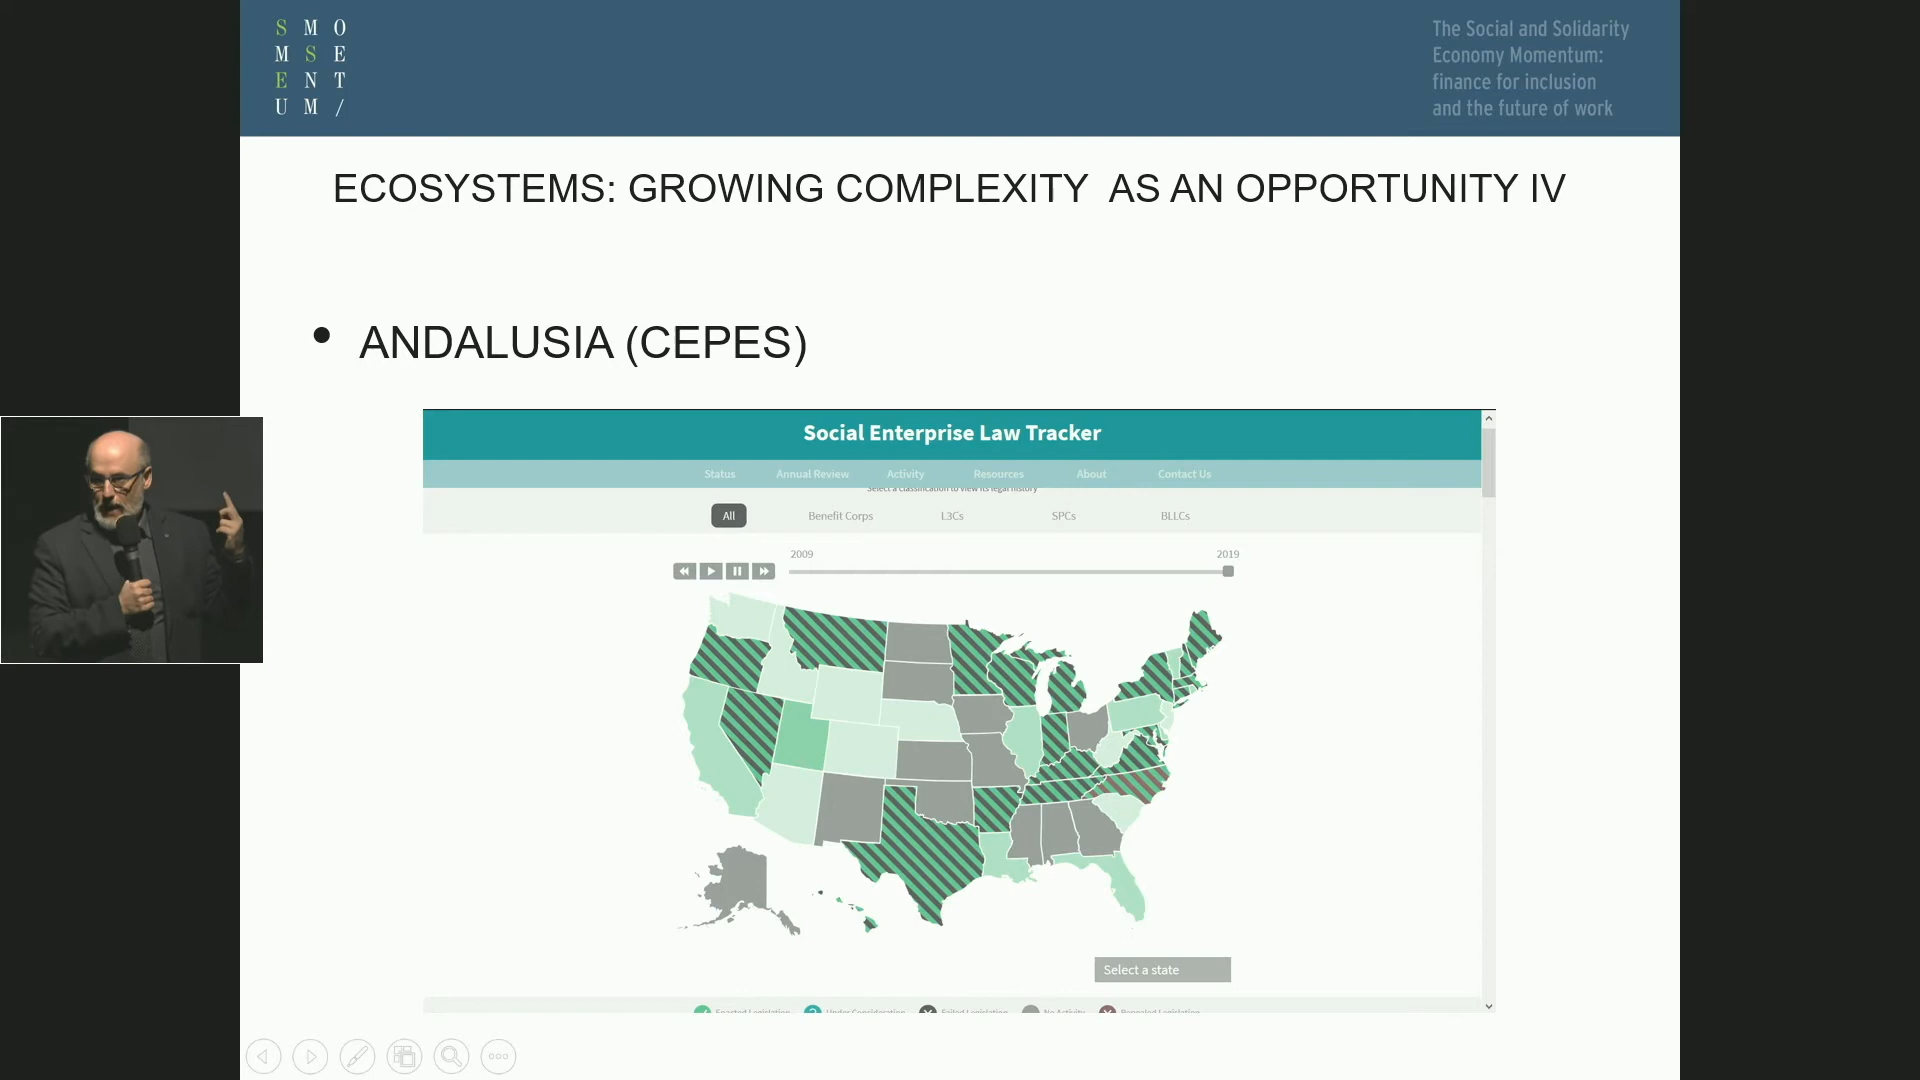 S M O
M S E
E N T
U M /
The Social and Solidarity
Economy Momentum:
finance for inclusion
and the future of work
ECOSYSTEMS: GROWING COMPLEXITY AS AN OPPORTUNITY IV
• ANDALUSIA (CEPES)
Social Enterprise Law Tracker
Status Annual Review Activity Resources About Contact Us
Select a classification to view its legal history
All Benefit Corps L3Cs SPCs BLLCs
2009 2019
Select a state
Enacted Legislation Under Consideration Failed Legislation No Activity Repealed Legislation